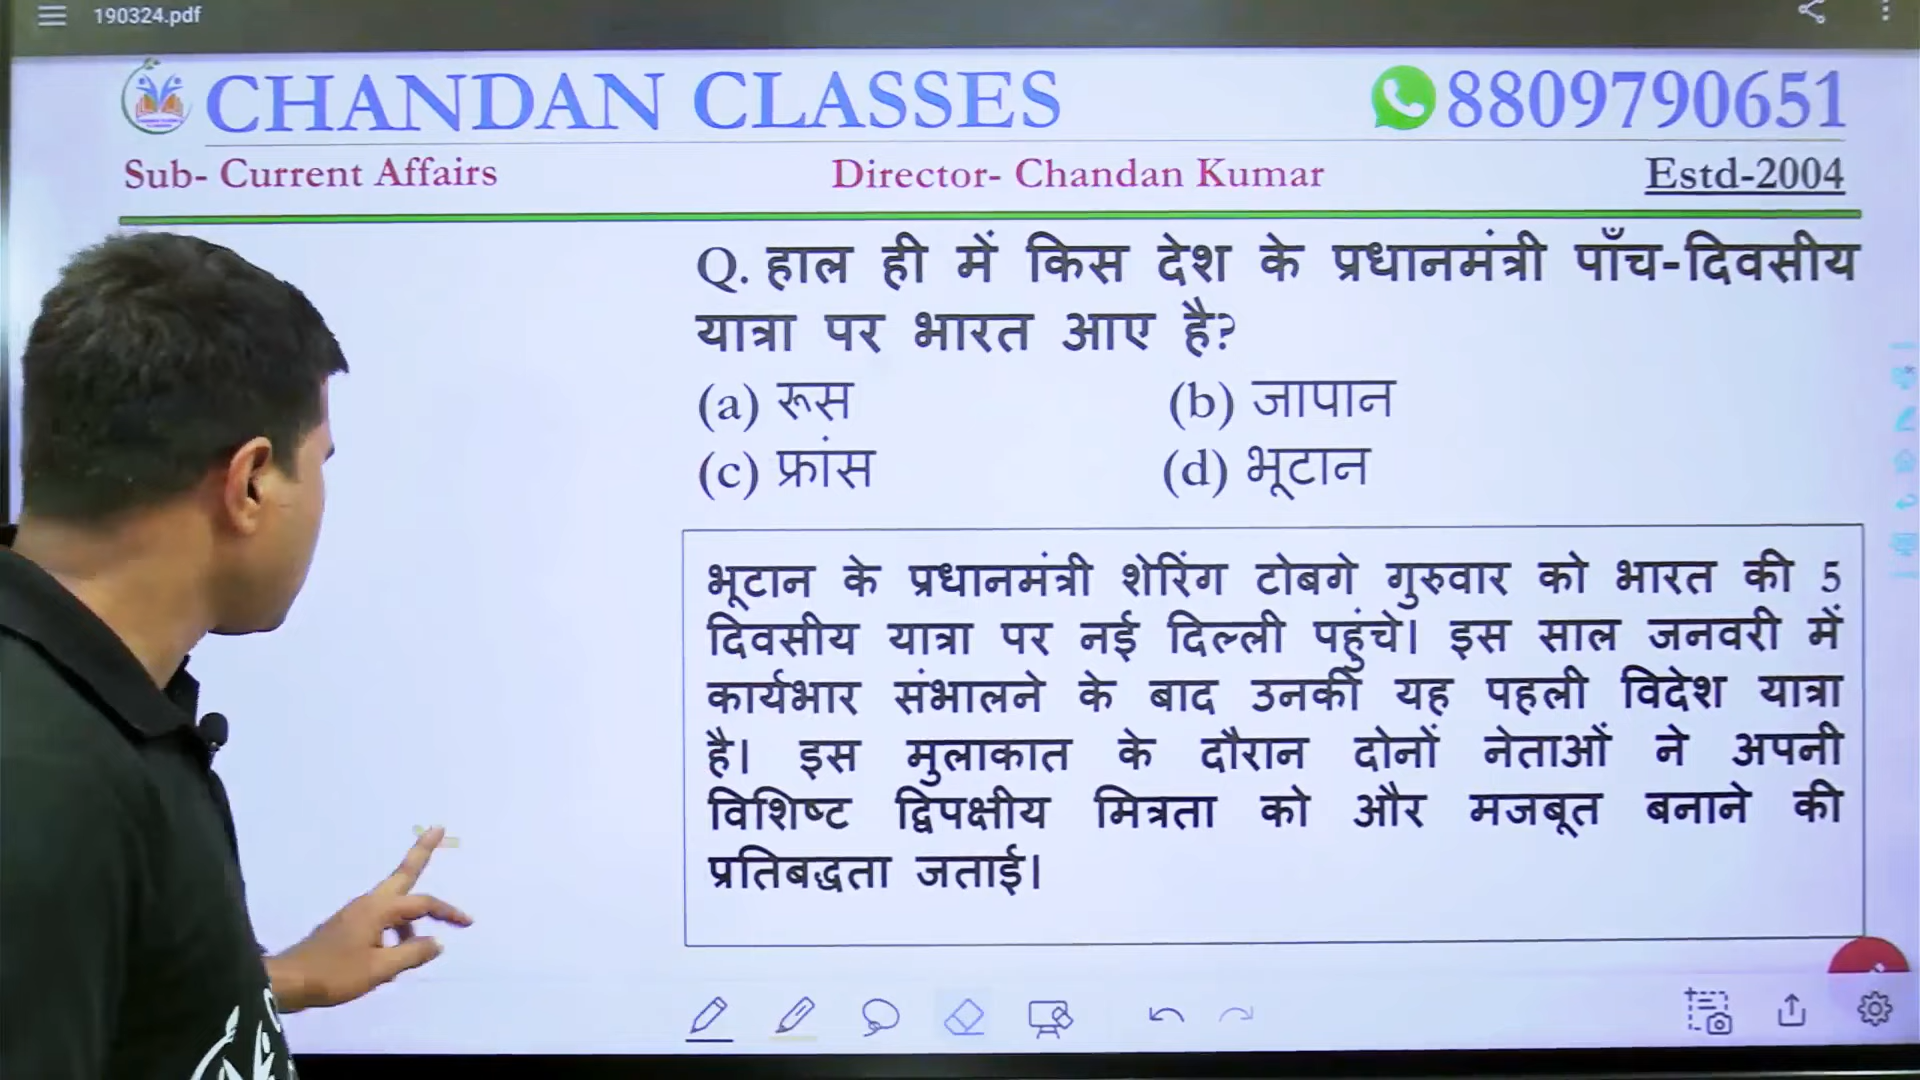 190324.pdf
CHANDAN CLASSES
8809790651
Sub- Current Affairs
Director- Chandan Kumar
Estd-2004
Q. हाल ही में किस देश के प्रधानमंत्री पाँच-दिवसीय
यात्रा पर भारत आए है?
(a) रूस
(b) जापान
(c) फ्रांस
(d) भूटान
भूटान के प्रधानमंत्री शेरिंग टोबगे गुरुवार को भारत की 5
दिवसीय यात्रा पर नई दिल्ली पहुंचे। इस साल जनवरी में
कार्यभार संभालने के बाद उनकी यह पहली विदेश यात्रा
है। इस मुलाकात के दौरान दोनों नेताओं ने अपनी
विशिष्ट द्विपक्षीय मित्रता को और मजबूत बनाने की
प्रतिबद्धता जताई।